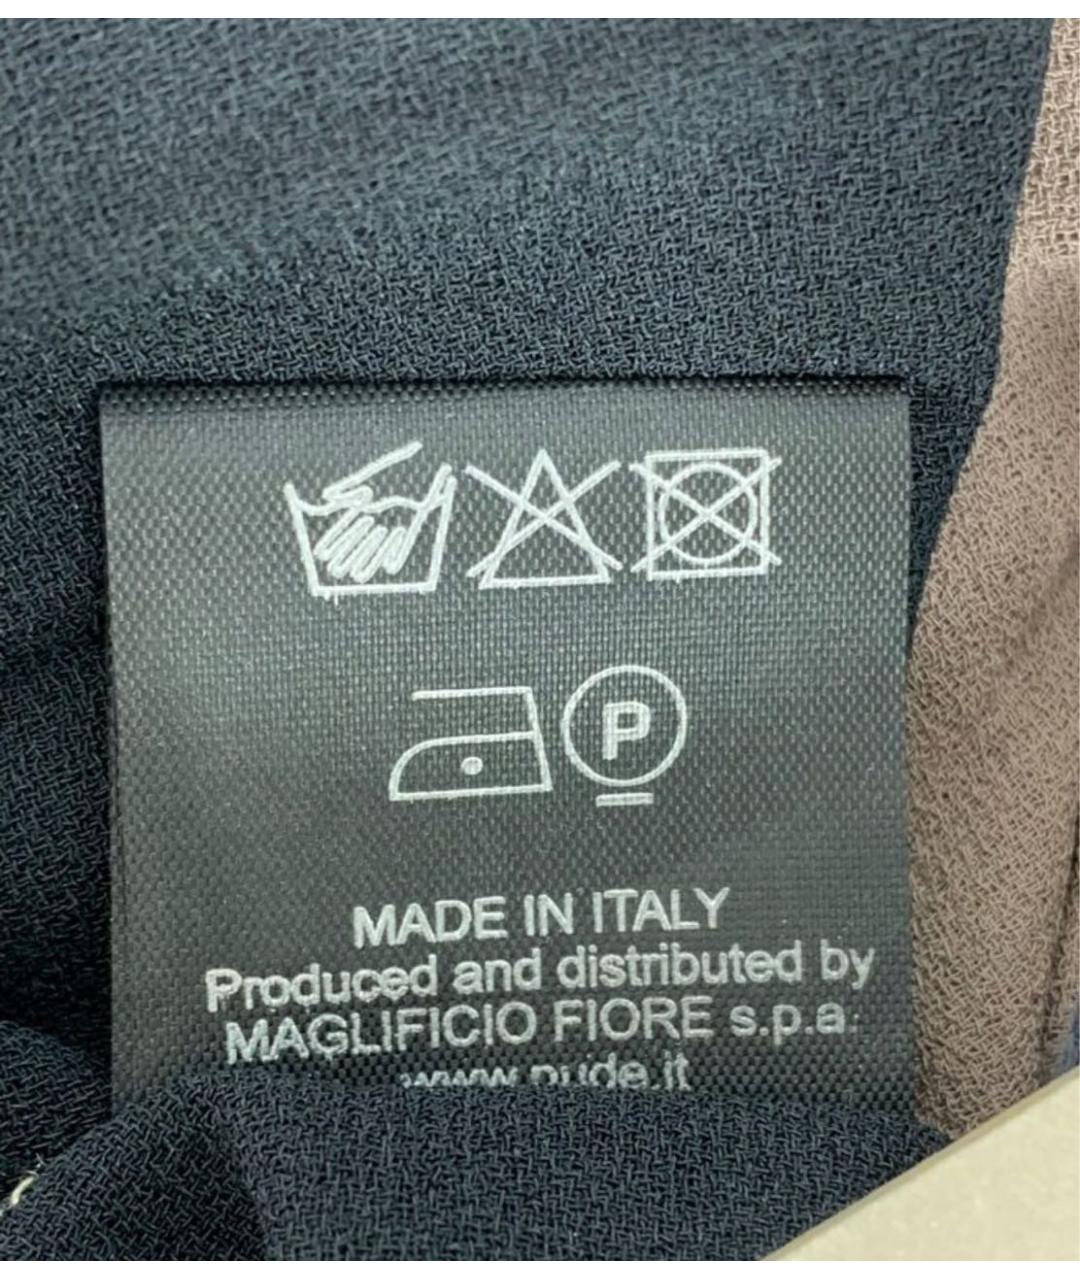 P
MADE IN ITALY
Produced and distributed by
MAGLIFICIO FIORE s.p.a.